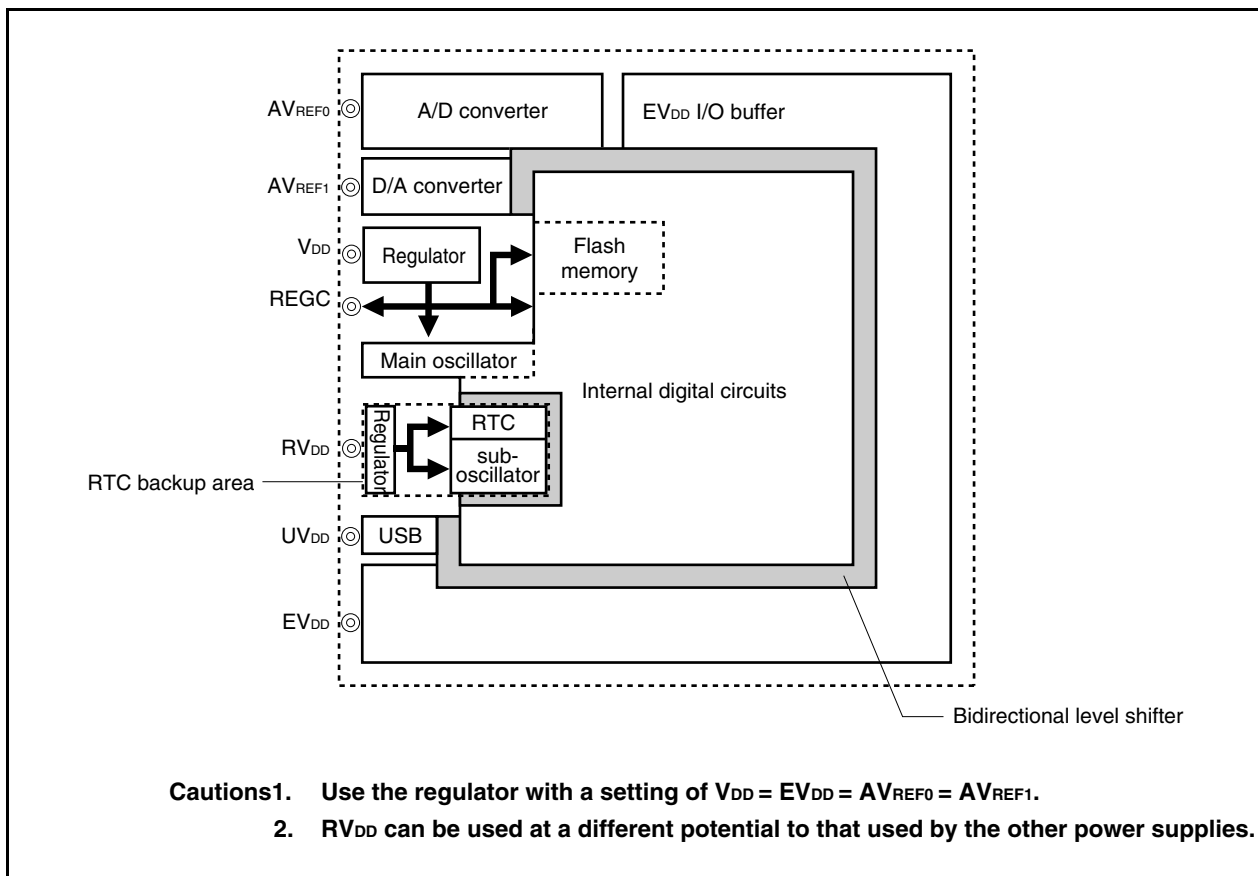 AVREF0
A/D converter
EVDD I/O buffer
AVREF1
D/A converter
VDD
Regulator
Flash
memory
REGC
Main oscillator
Internal digital circuits
Regulator
RTC
RVDD
sub-
oscillator
RTC backup area
UVDD
USB
EVDD
Bidirectional level shifter
Cautions1. Use the regulator with a setting of VDD = EVDD = AVREF0 = AVREF1.
2. RVDD can be used at a different potential to that used by the other power supplies.